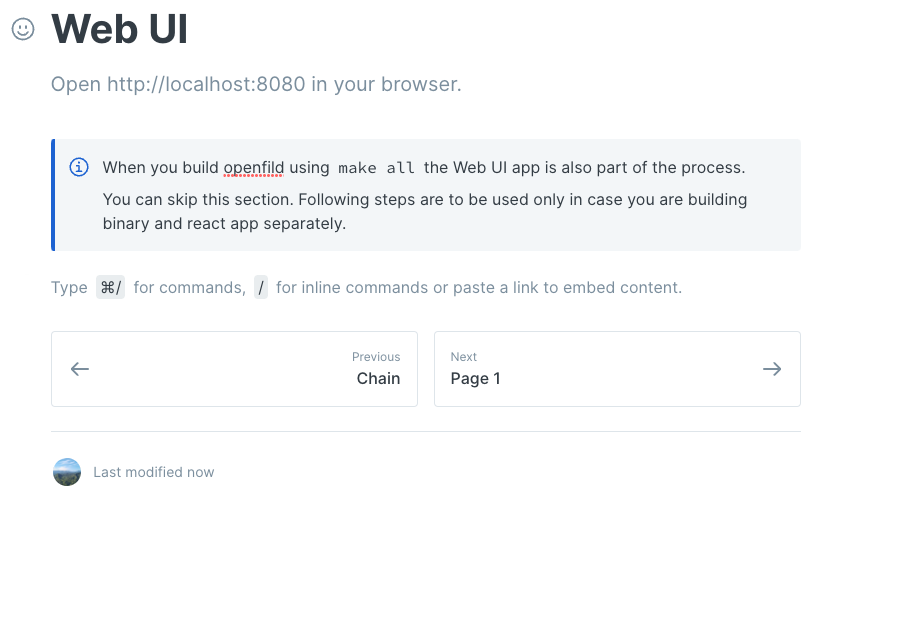 Web UI
Open http://localhost:8080 in your browser.
When you build openfild using make all the Web UI app is also part of the process.
You can skip this section. Following steps are to be used only in case you are building
binary and react app separately.
Type ⌘/ for commands, / for inline commands or paste a link to embed content.
Previous
Chain
Next
Page 1
Last modified now